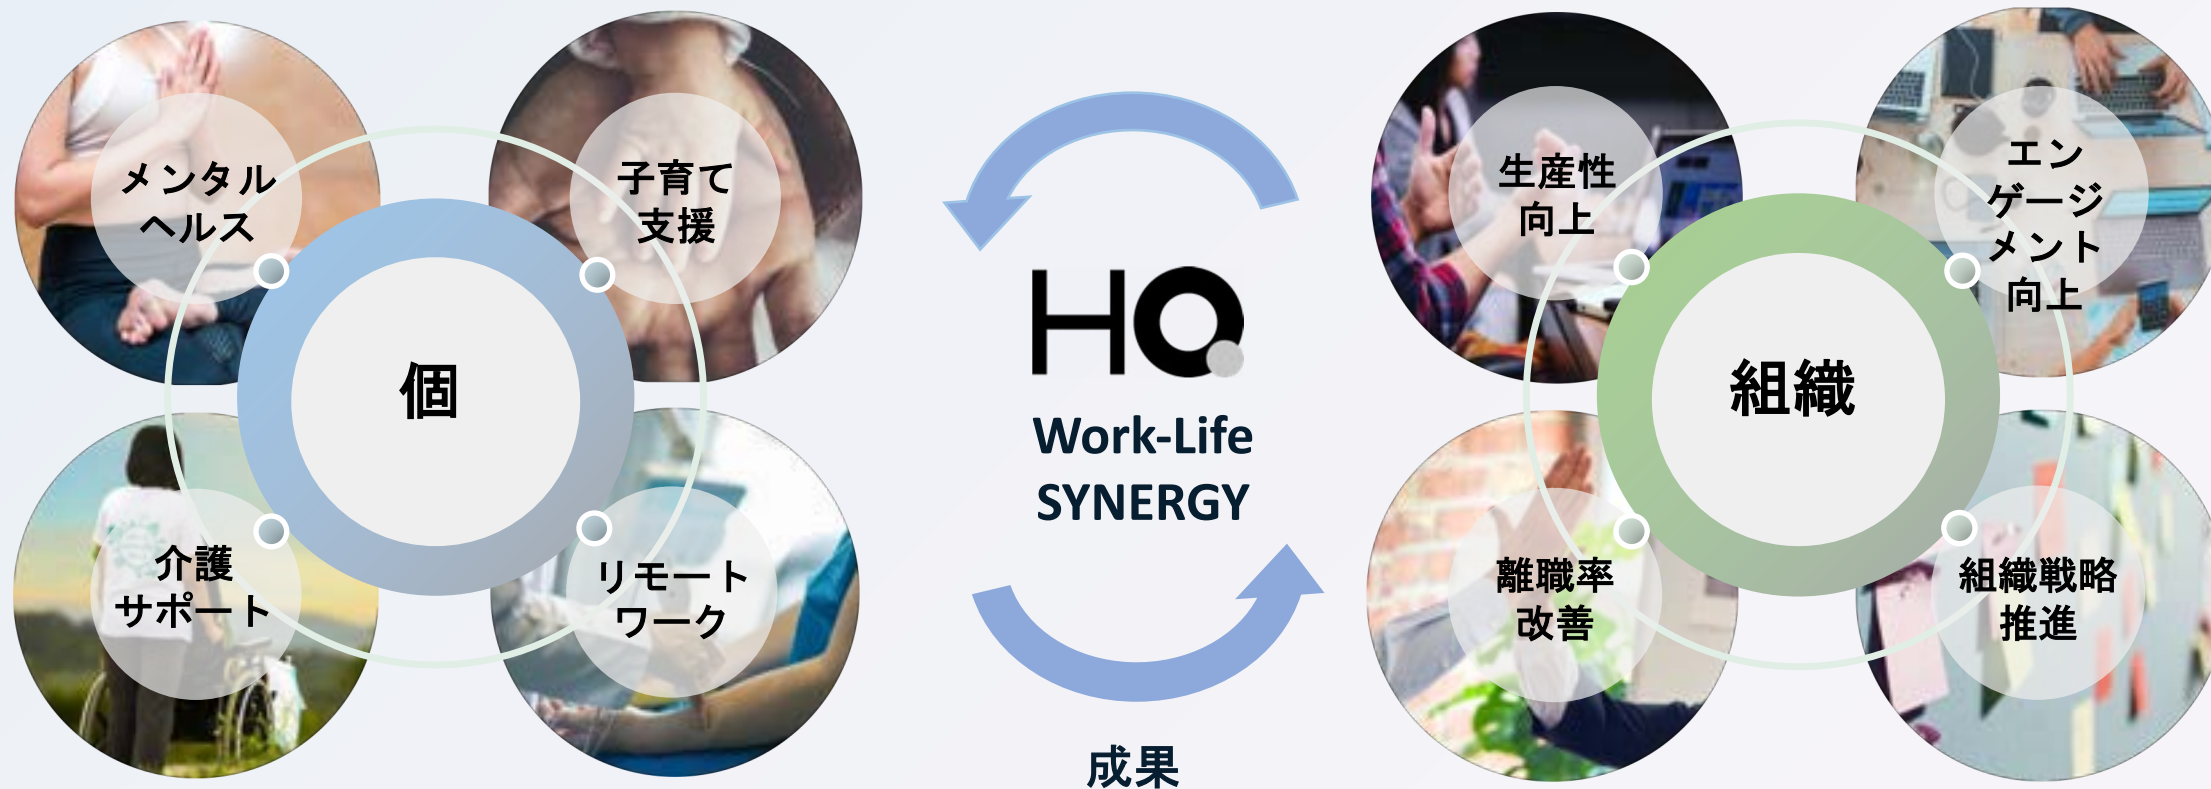 メンタル
ヘルス
子育て
支援
個
介護
サポート
リモート
ワーク
HQ
Work-Life
SYNERGY
成果
生産性
向上
エン
ゲージ
メント
向上
組織
離職率
改善
組織戦略
推進